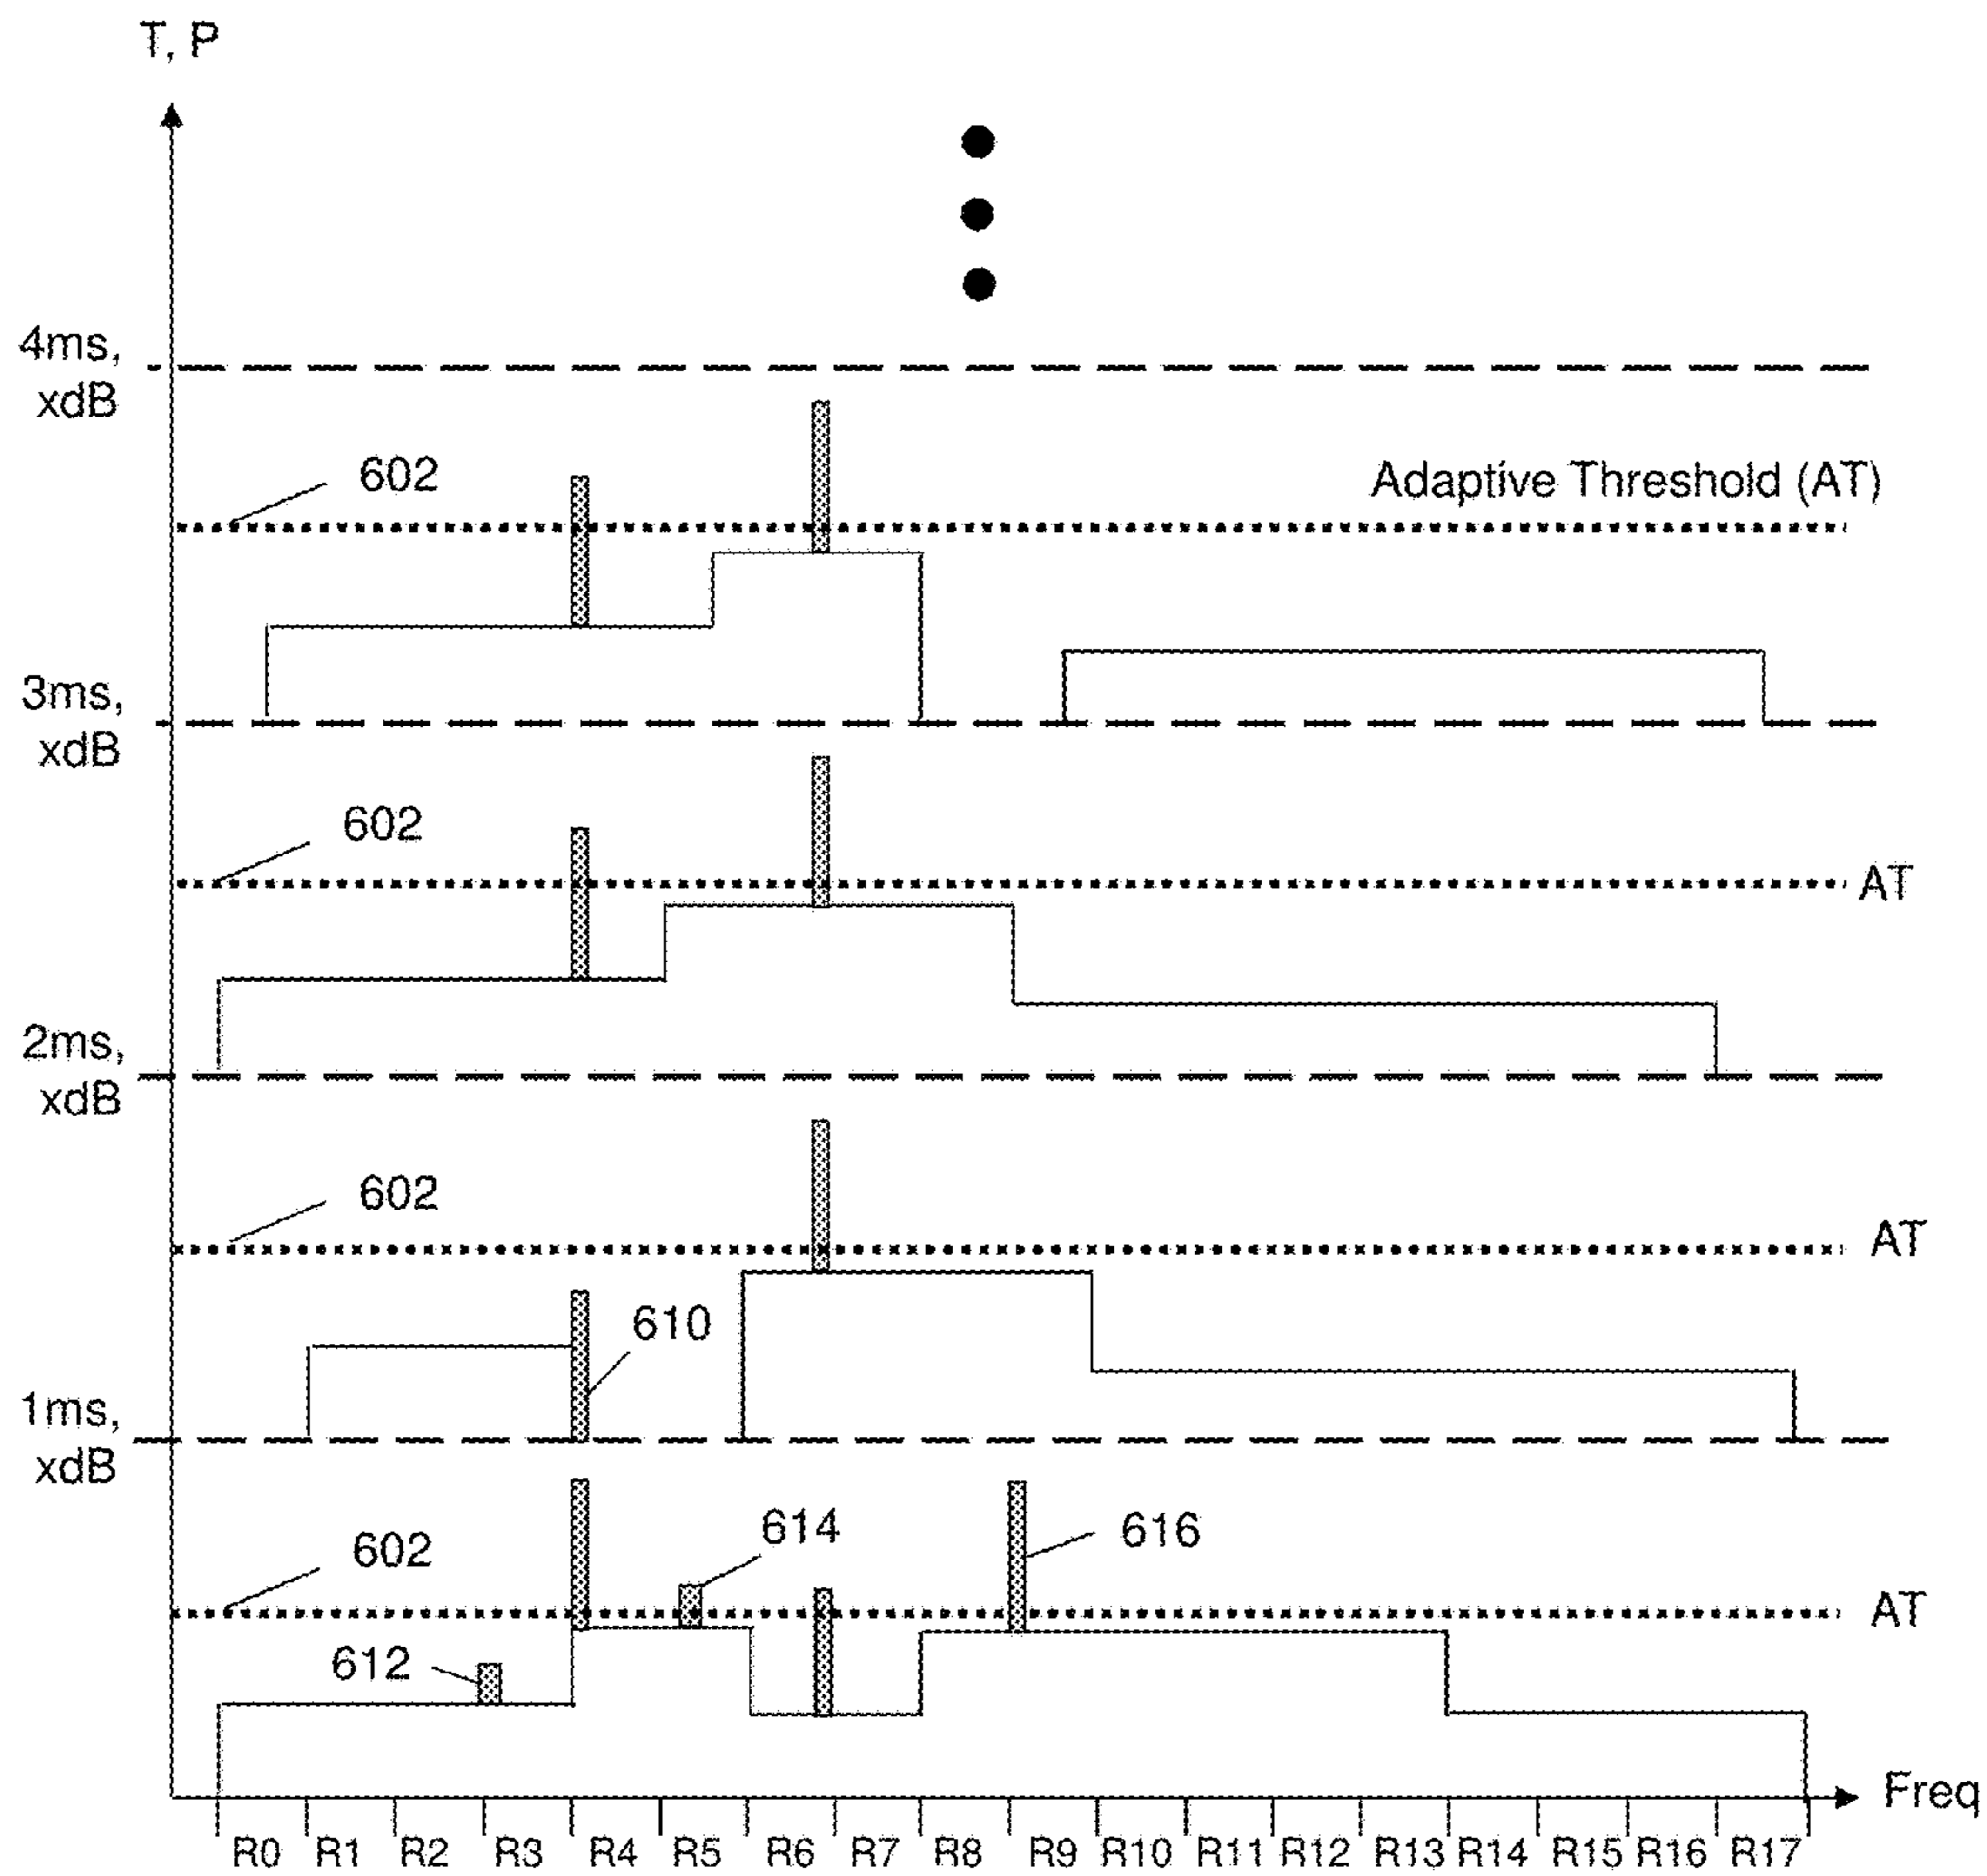 T, P
4ms,
xdB
602
Adaptive Threshold (AT)
3ms,
xdB
602
AT
2ms,
xdB
602
AT
610
1ms,
xdB
602
614
616
AT
612
Freq
R0 R1 R2 R3 R4 R5 R6 R7 R8 R9 R10 R11 R12 R13 R14 R15 R16 R17